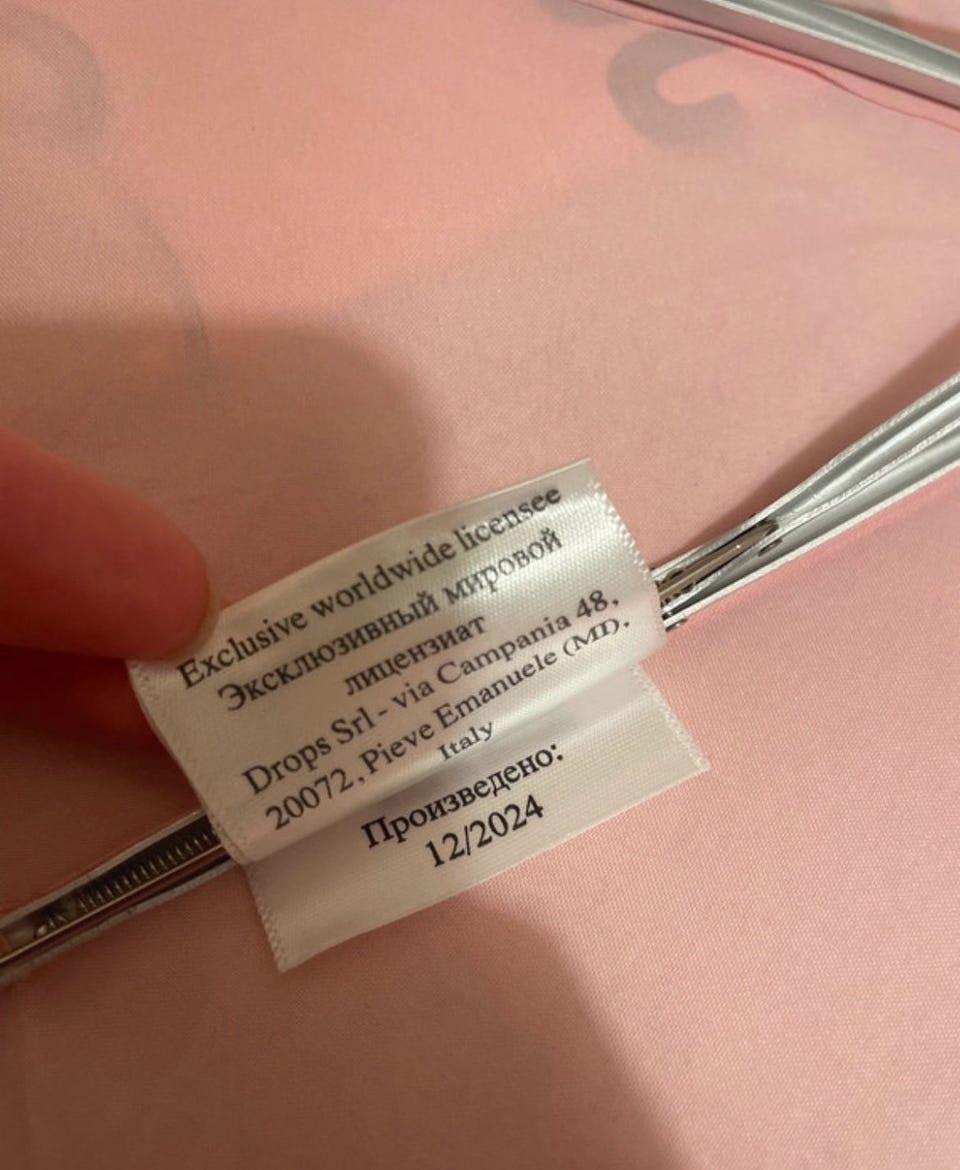 Exclusive worldwide licensee
Эксклюзивный мировой
лицензиат
Drops Srl - via Campania 48,
20072, Pieve Emanuele (MI),
Italy
Произведено:
12/2024